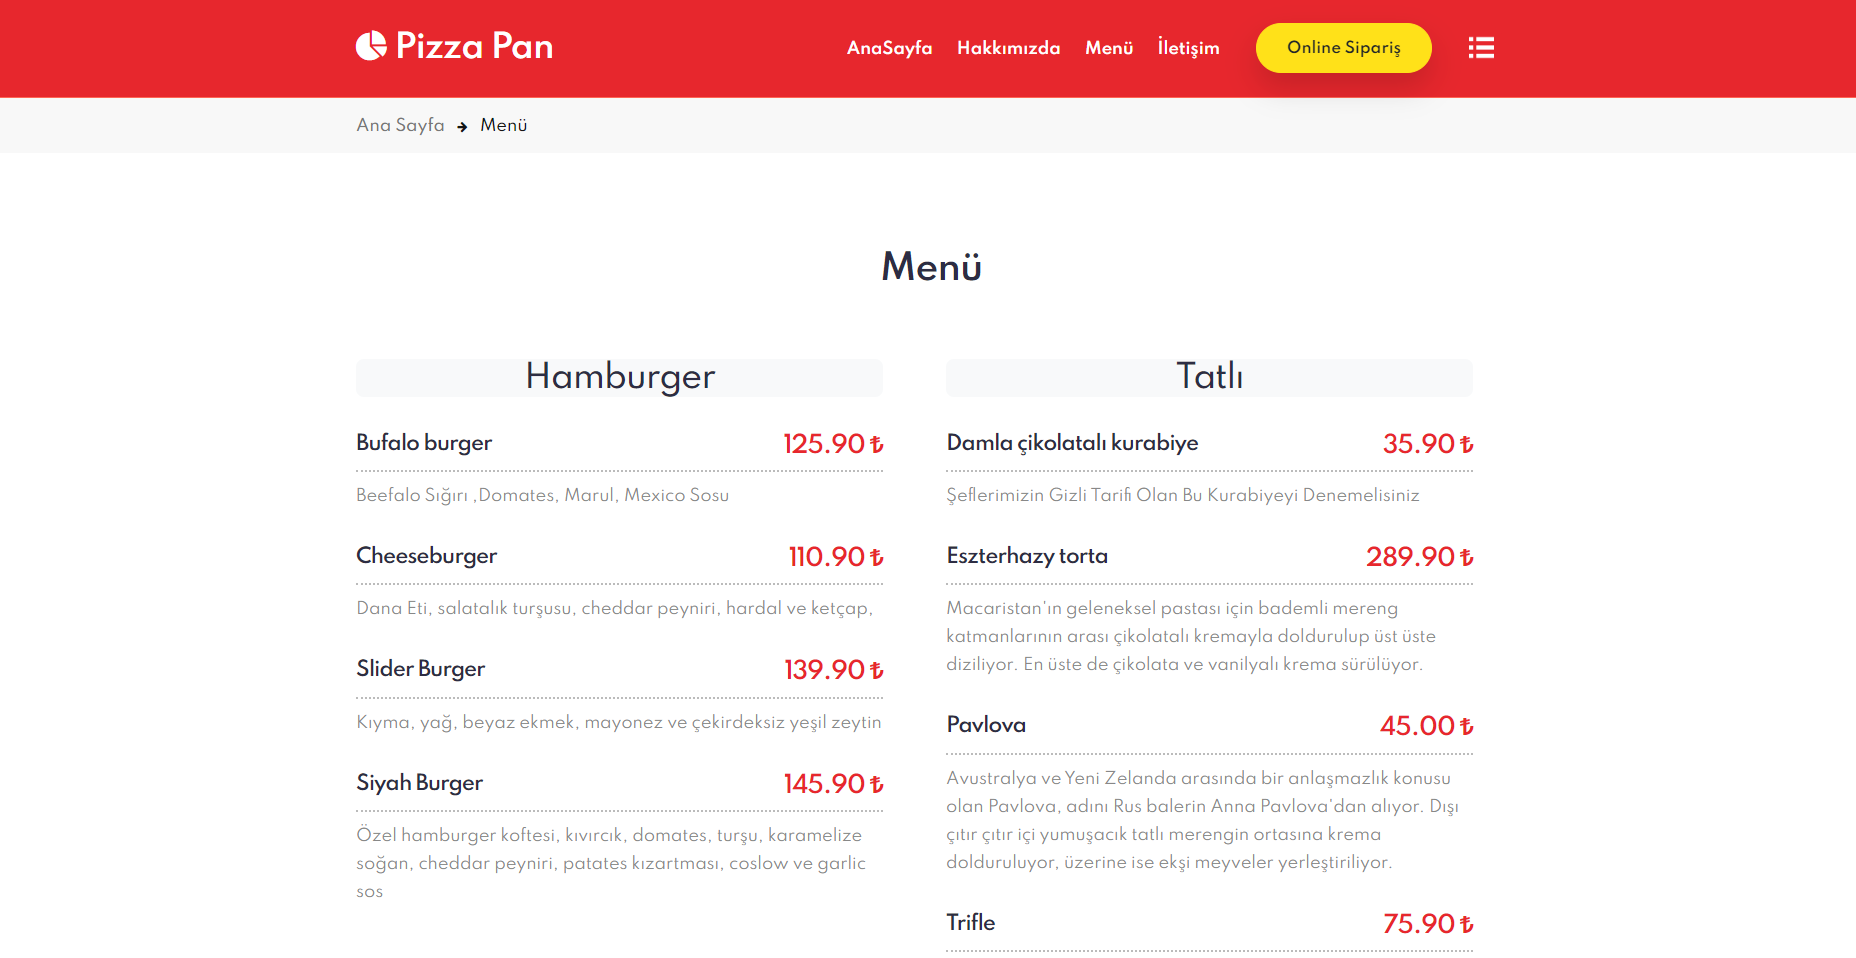 Pizza Pan
AnaSayfa Hakkımızda Menü İletişim Online Sipariş
Ana Sayfa → Menü
Menü
Hamburger
Bufalo burger 125.90 ₺
Beefalo Sığırı ,Domates, Marul, Mexico Sosu
Cheeseburger 110.90 ₺
Dana Eti, salatalık turşusu, cheddar peyniri, hardal ve ketçap,
Slider Burger 139.90 ₺
Kıyma, yağ, beyaz ekmek, mayonez ve çekirdeksiz yeşil zeytin
Siyah Burger 145.90 ₺
Özel hamburger koftesi, kıvırcık, domates, turşu, karamelize
soğan, cheddar peyniri, patates kızartması, coslow ve garlic
sos
Tatlı
Damla çikolatalı kurabiye 35.90 ₺
Şeflerimizin Gizli Tarifi Olan Bu Kurabiyeyi Denemelisiniz
Eszterhazy torta 289.90 ₺
Macaristan'ın geleneksel pastası için bademli mereng
katmanlarının arası çikolatalı kremayla doldurulup üst üste
diziliyor. En üste de çikolata ve vanilyalı krema sürülüyor.
Pavlova 45.00 ₺
Avustralya ve Yeni Zelanda arasında bir anlaşmazlık konusu
olan Pavlova, adını Rus balerin Anna Pavlova'dan alıyor. Dışı
çıtır çıtır içi yumuşacık tatlı merengin ortasına krema
dolduruluyor, üzerine ise ekşi meyveler yerleştiriliyor.
Trifle 75.90 ₺